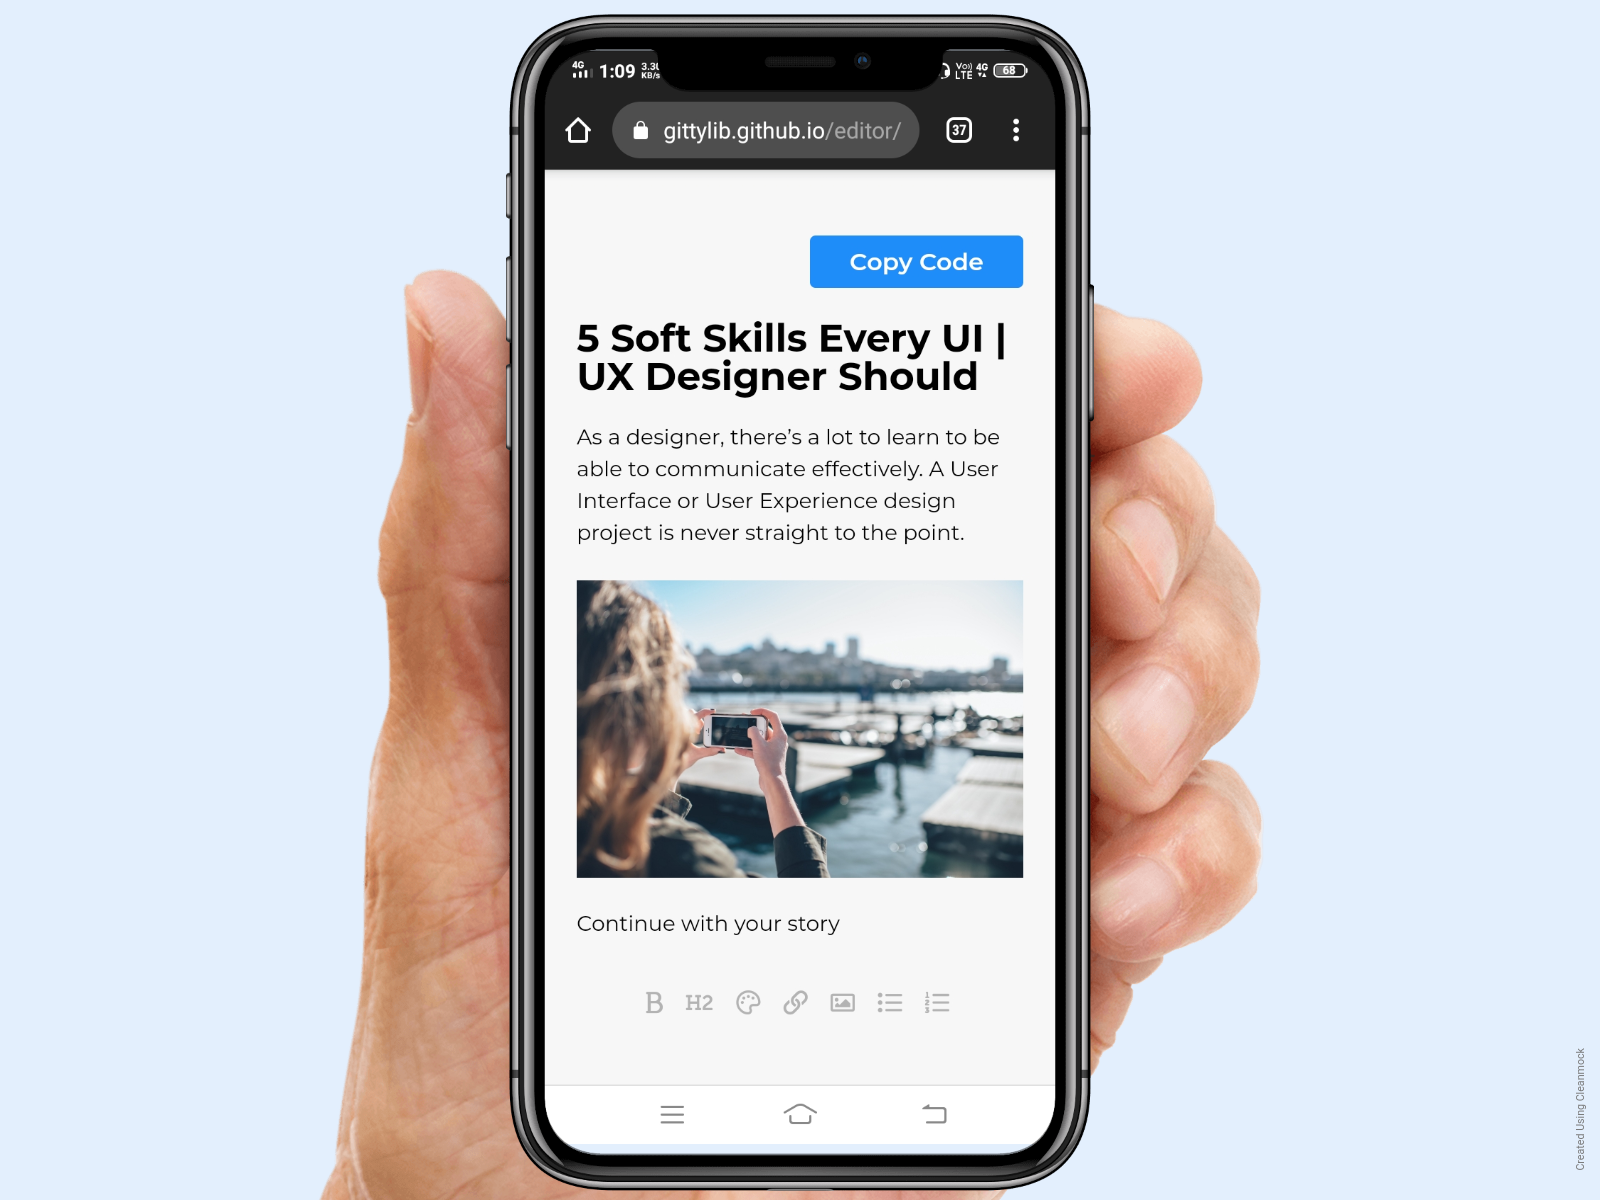 4G
1:09
KB/s
Vo))
LTE
4G
68
gittylib.github.io/editor/
37
Copy Code
5 Soft Skills Every UI |
UX Designer Should
As a designer, there’s a lot to learn to be
able to communicate effectively. A User
Interface or User Experience design
project is never straight to the point.
Continue with your story
B
H2
1
2
3
Created Using Cleanmock